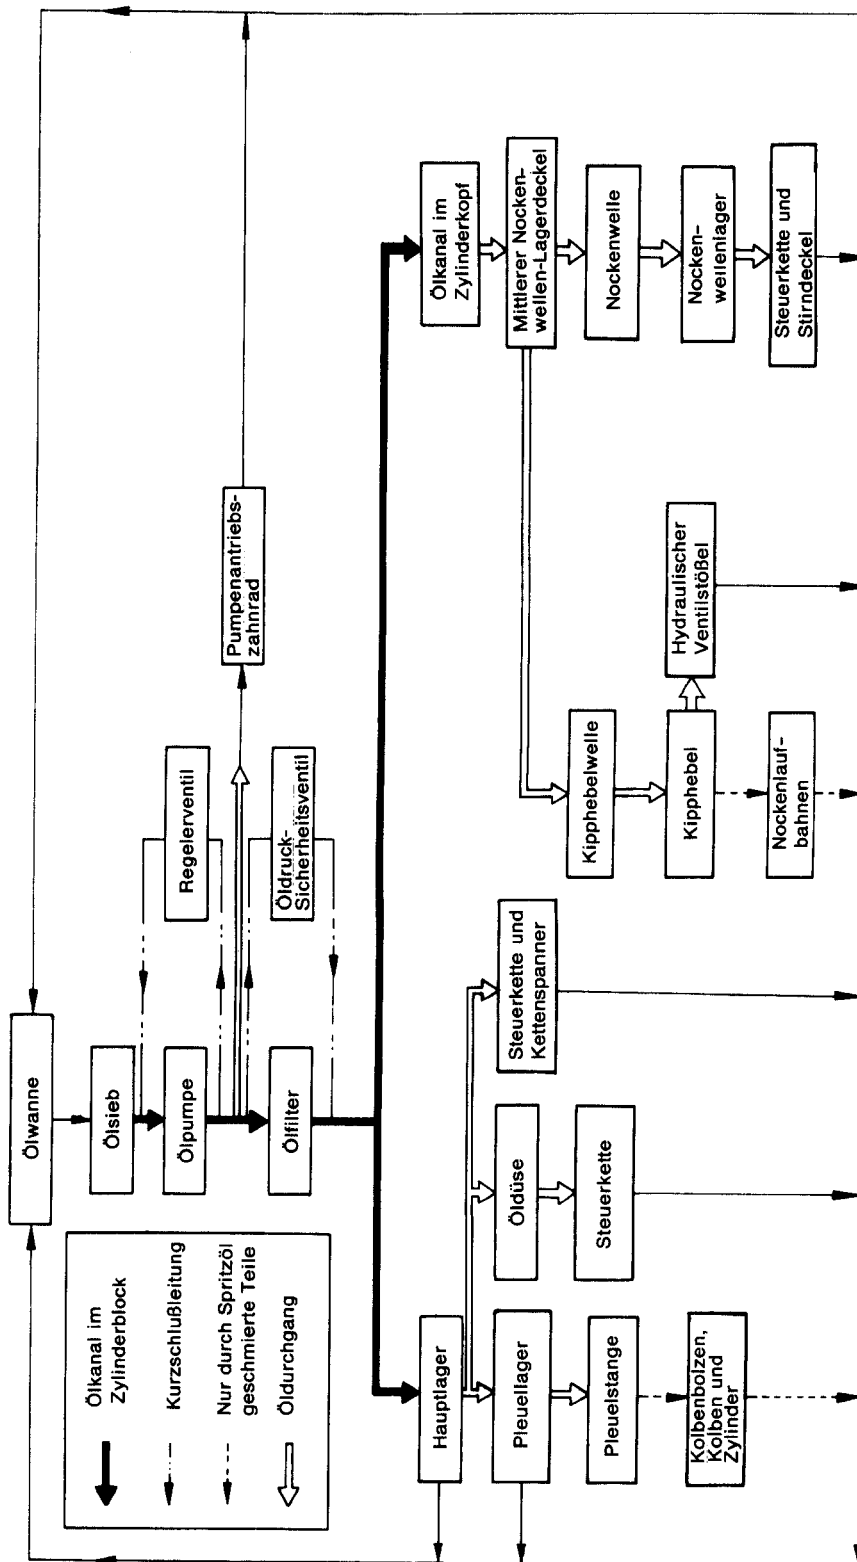 Ölwanne
Ölsieb
Ölpumpe
Ölfilter
Regelerventil
Öldruck-
Sicherheitsventil
Pumpenantriebs-
zahnrad
Ölkanal im
Zylinderblock
Kurzschlußleitung
Nur durch Spritzöl
geschmierte Teile
Öldurchgang
Hauptlager
Pleuellager
Pleuelstange
Kolbenbolzen,
Kolben und
Zylinder
Öldüse
Steuerkette
Steuerkette und
Kettenspanner
Kipphebelwelle
Kipphebel
Nockenlauf-
bahnen
Hydraulischer
Ventilstößel
Ölkanal im
Zylinderkopf
Mittlerer Nocken-
wellen-Lagerdeckel
Nockenwelle
Nocken-
wellenlager
Steuerkette und
Stirndeckel